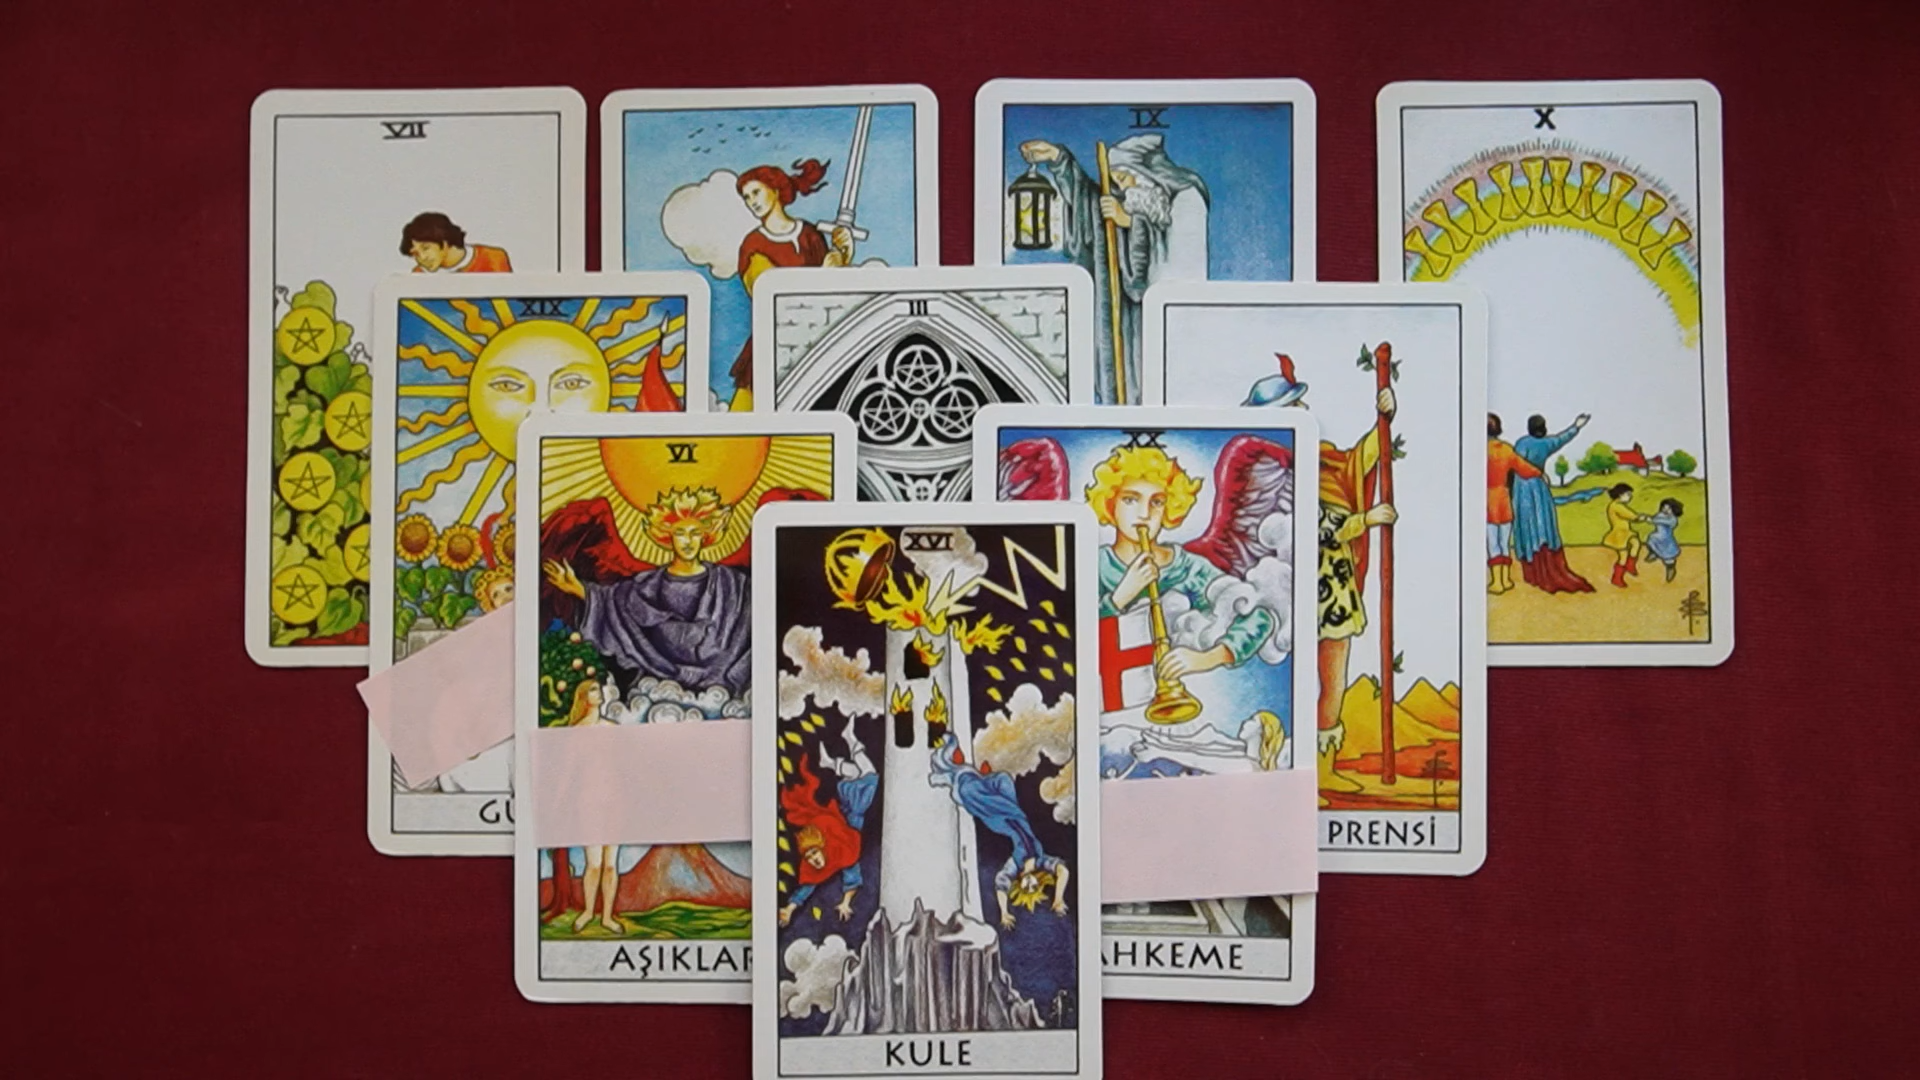 VII
IX
X
XIX
III
VI
XX
XVI
GÜ
PRENSİ
AŞIKLAR
AHKEME
KULE